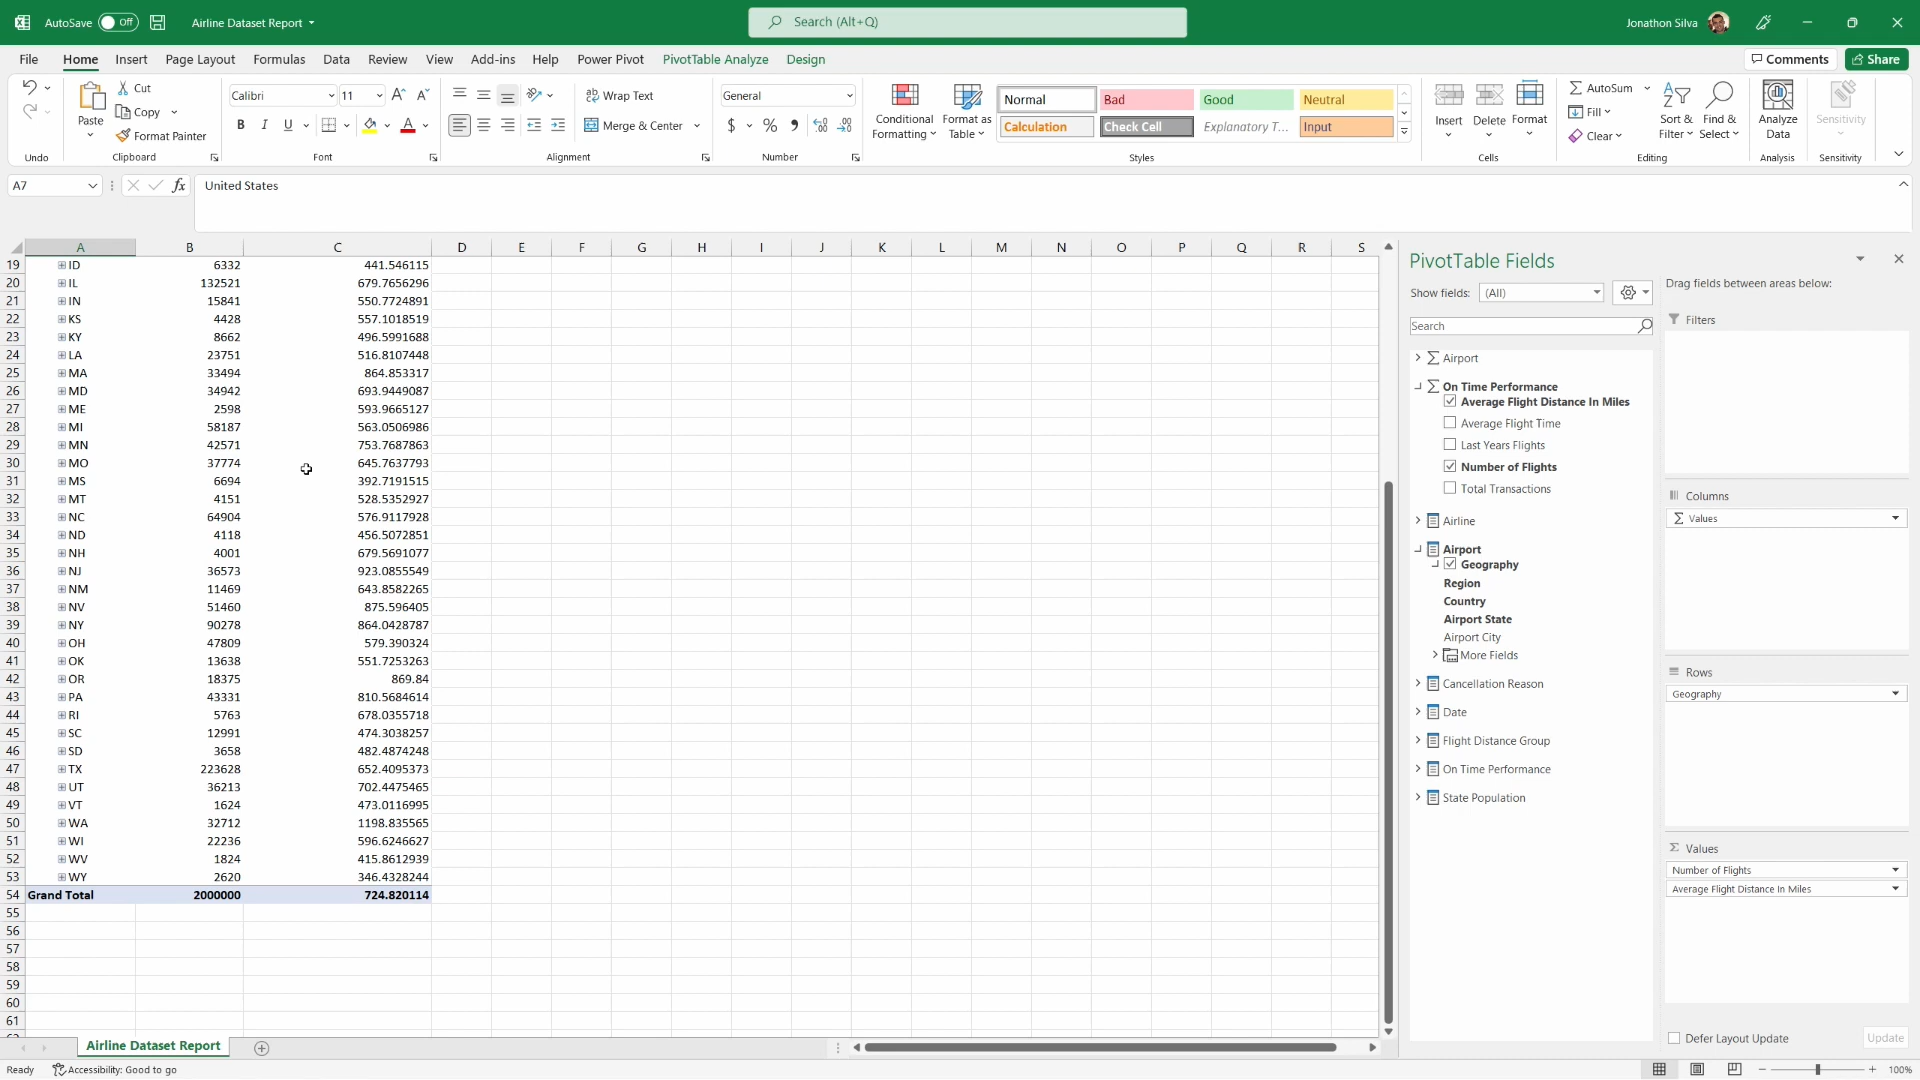 AutoSave Off Airline Dataset Report Search (Alt+Q) Jonathon Silva
File Home Insert Page Layout Formulas Data Review View Add-ins Help Power Pivot PivotTable Analyze Design Comments Share
Cut
Copy
Format Painter
Paste
Undo Clipboard
Calibri 11
B I U
Font
Wrap Text
Merge & Center
Alignment
General
$ % ,
Number
Conditional Formatting
Format as Table
Normal Bad Good Neutral
Calculation Check Cell Explanatory T... Input
Styles
Insert Delete Format
Cells
AutoSum
Fill
Clear
Sort & Filter
Find & Select
Editing
Analyze Data
Analysis
Sensitivity
Sensitivity
A7 fx United States
A B C D E F G H I J K L M N O P Q R S
19 ID 6332 441.546115
20 IL 132521 679.7656296
21 IN 15841 550.7724891
22 KS 4428 557.1018519
23 KY 8662 496.5991688
24 LA 23751 516.8107448
25 MA 33494 864.853317
26 MD 34942 693.9449087
27 ME 2598 593.9665127
28 MI 58187 563.0506986
29 MN 42571 753.7687863
30 MO 37774 645.7637793
31 MS 6694 392.7191515
32 MT 4151 528.5352927
33 NC 64904 576.9117928
34 ND 4118 456.5072851
35 NH 4001 679.5691077
36 NJ 36573 923.0855549
37 NM 11469 643.8582265
38 NV 51460 875.596405
39 NY 90278 864.0428787
40 OH 47809 579.390324
41 OK 13638 551.7253263
42 OR 18375 869.84
43 PA 43331 810.5684614
44 RI 5763 678.0355718
45 SC 12991 474.3038257
46 SD 3658 482.4874248
47 TX 223628 652.4095373
48 UT 36213 702.4475465
49 VT 1624 473.0116995
50 WA 32712 1198.835565
51 WI 22236 596.6246627
52 WV 1824 415.8612939
53 WY 2620 346.4328244
54 Grand Total 2000000 724.820114
55
56
57
58
59
60
61
PivotTable Fields
Show fields: (All)
Search
Airport
On Time Performance
Average Flight Distance In Miles
Average Flight Time
Last Years Flights
Number of Flights
Total Transactions
Airline
Airport
Geography
Region
Country
Airport State
Airport City
More Fields
Cancellation Reason
Date
Flight Distance Group
On Time Performance
State Population
Drag fields between areas below:
Filters
Columns
Σ Values
Rows
Geography
Σ Values
Number of Flights
Average Flight Distance In Miles
Defer Layout Update Update
Airline Dataset Report
Ready Accessibility: Good to go 100%